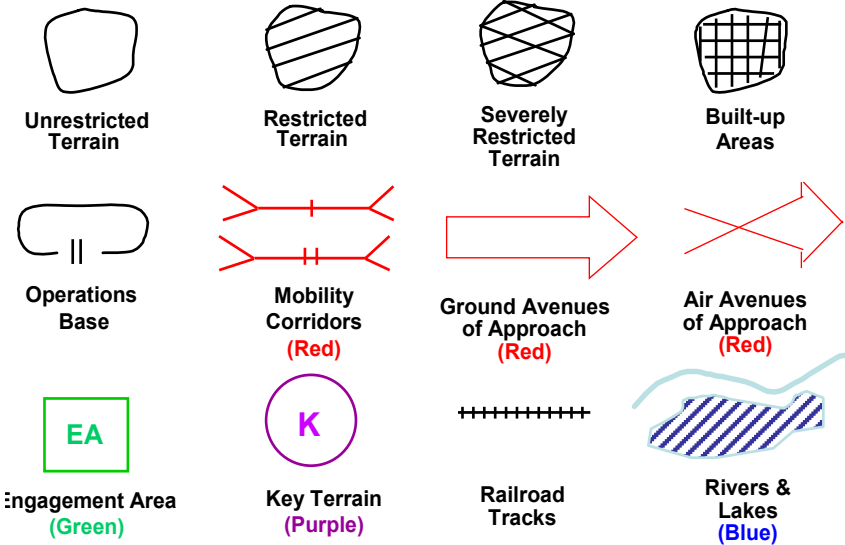 Unrestricted
Terrain
Restricted
Terrain
Severely
Restricted
Terrain
Built-up
Areas
Operations
Base
Mobility
Corridors
(Red)
Ground Avenues
of Approach
(Red)
Air Avenues
of Approach
(Red)
EA
Engagement Area
(Green)
K
Key Terrain
(Purple)
Railroad
Tracks
Rivers &
Lakes
(Blue)